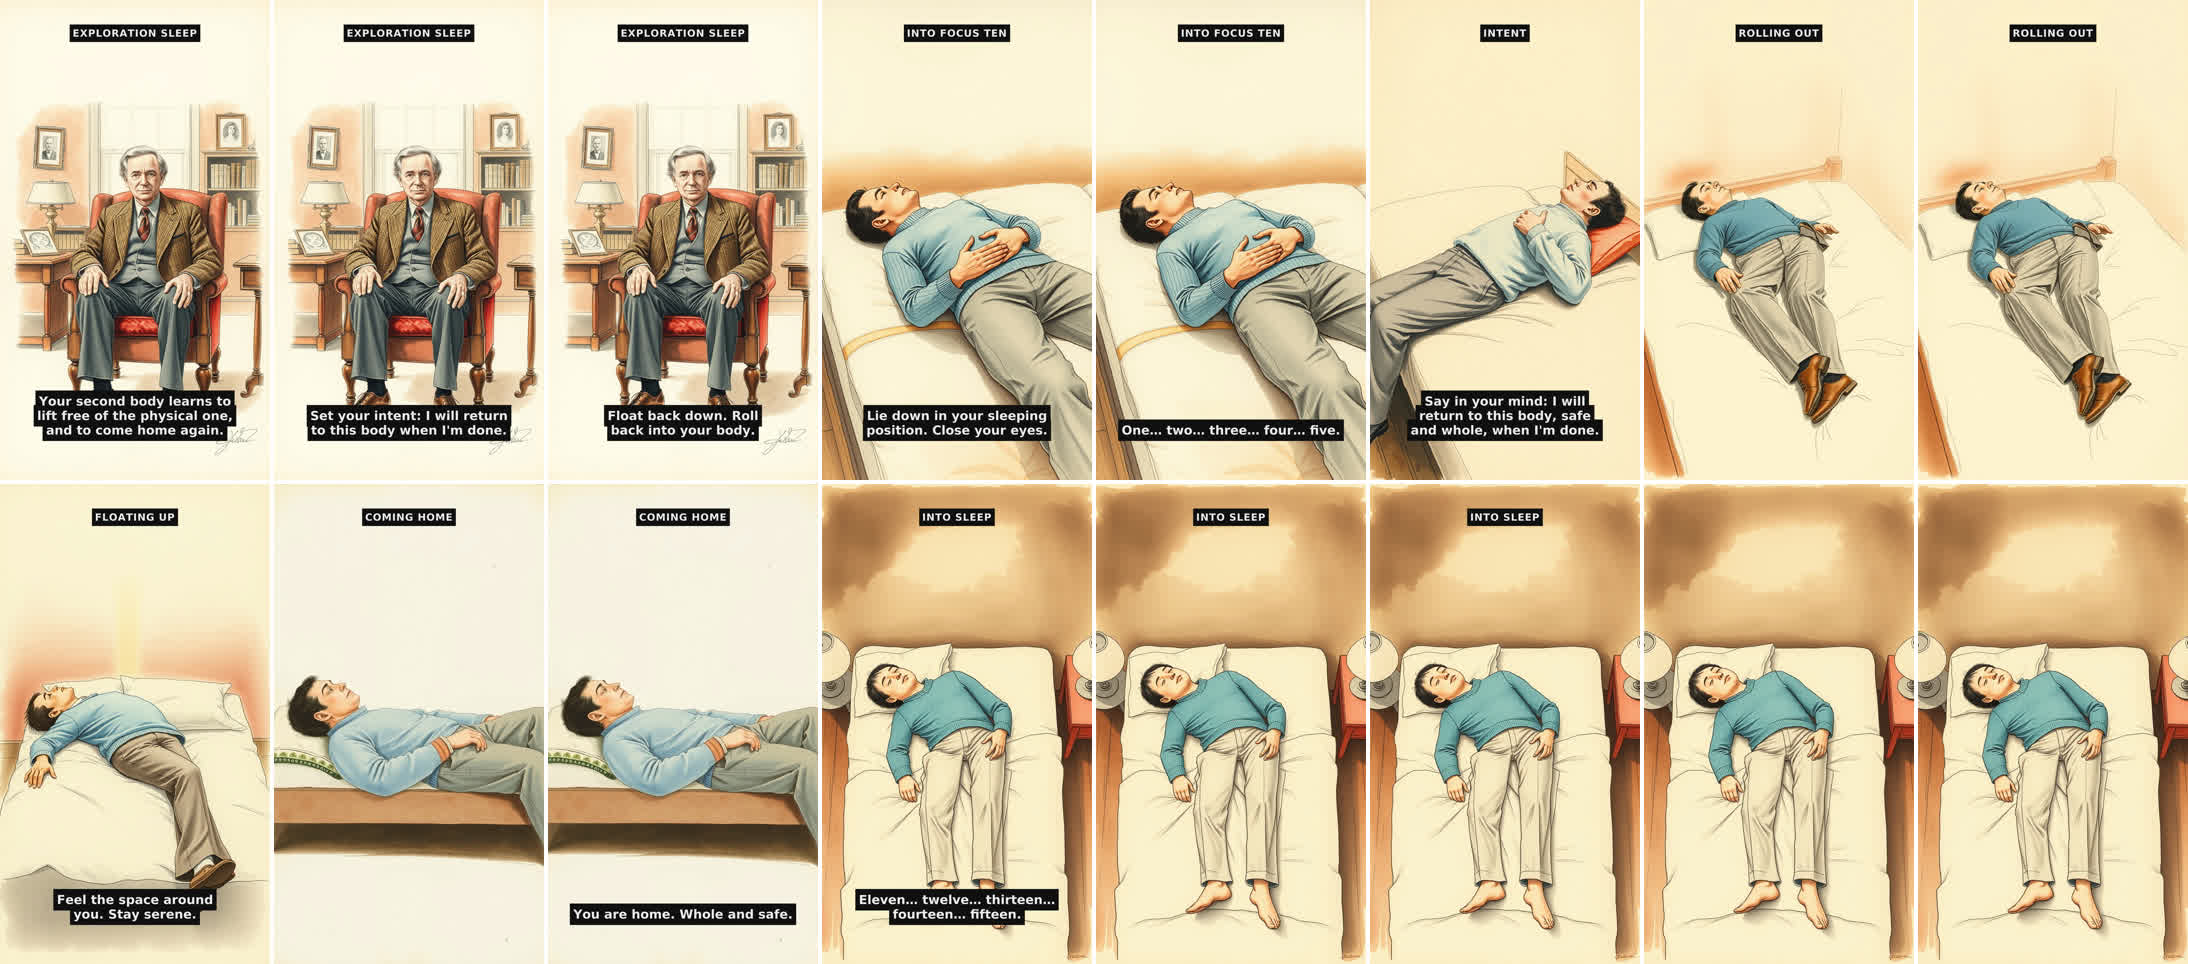 EXPLORATION SLEEP
Your second body learns to
lift free of the physical one,
and to come home again.
EXPLORATION SLEEP
Set your intent: I will return
to this body when I'm done.
EXPLORATION SLEEP
Float back down. Roll
back into your body.
INTO FOCUS TEN
Lie down in your sleeping
position. Close your eyes.
INTO FOCUS TEN
One... two... three... four... five.
INTENT
Say in your mind: I will
return to this body, safe
and whole, when I'm done.
ROLLING OUT
ROLLING OUT
FLOATING UP
Feel the space around
you. Stay serene.
COMING HOME
COMING HOME
You are home. Whole and safe.
INTO SLEEP
Eleven... twelve... thirteen...
fourteen... fifteen.
INTO SLEEP
INTO SLEEP